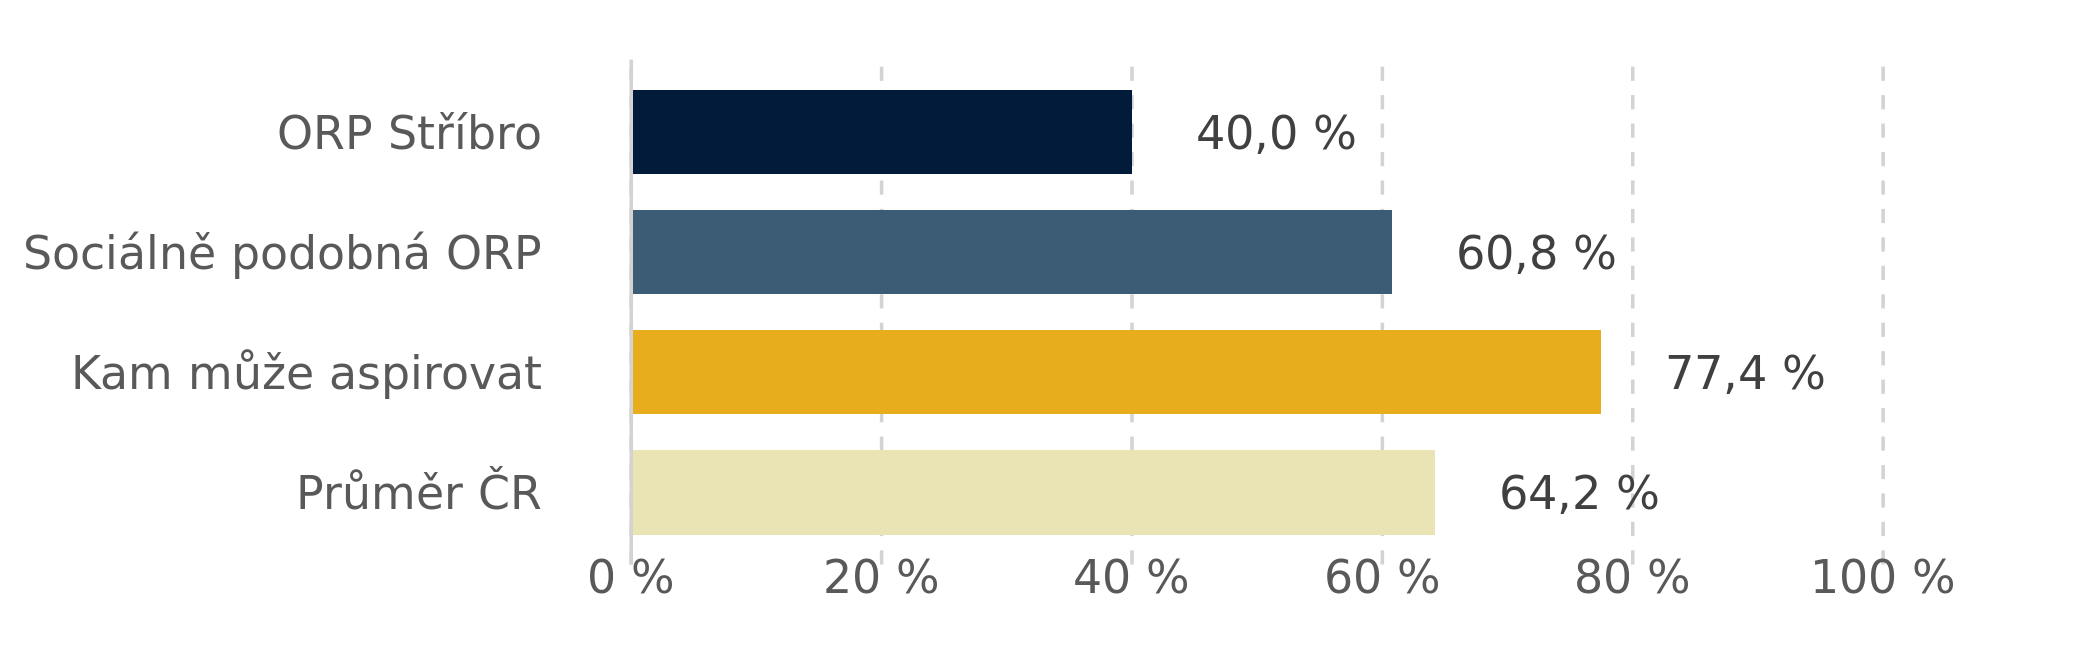 ORP Stříbro 40,0 %
Sociálně podobná ORP 60,8 %
Kam může aspirovat 77,4 %
Průměr ČR 64,2 %
0 % 20 % 40 % 60 % 80 % 100 %